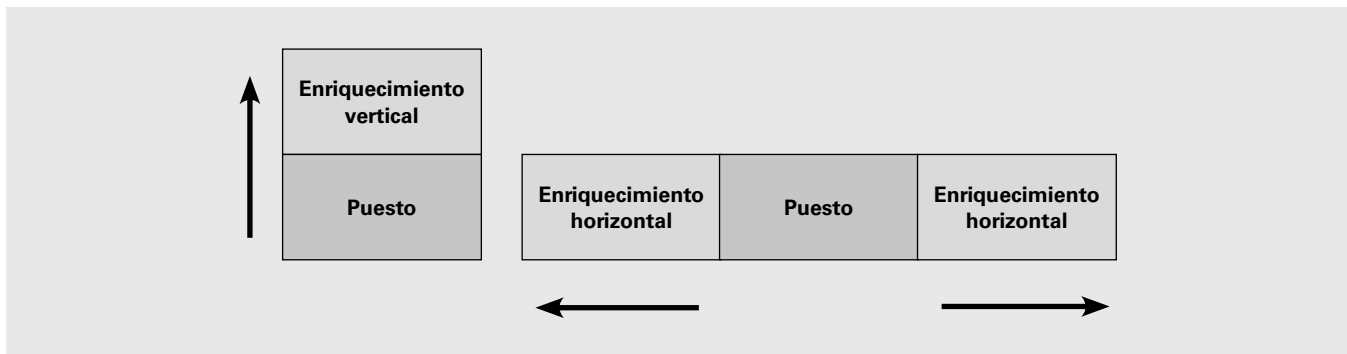 Enriquecimiento
vertical
Puesto
Enriquecimiento
horizontal
Puesto
Enriquecimiento
horizontal